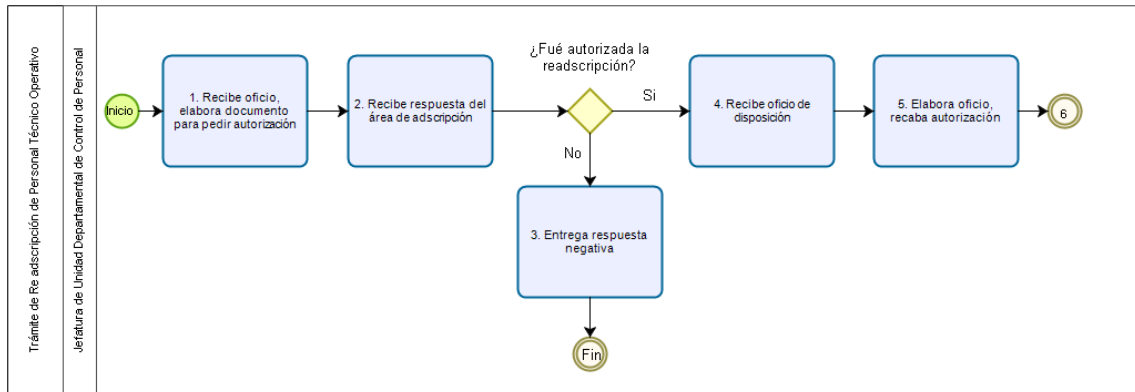 Trámite de Re adscripción de Personal Técnico Operativo
Jefatura de Unidad Departamental de Control de Personal
Inicio
1. Recibe oficio,
elabora documento
para pedir autorización
2. Recibe respuesta del
área de adscripción
¿Fué autorizada la
readscripción?
Si
No
3. Entrega respuesta
negativa
Fin
4. Recibe oficio de
disposición
5. Elabora oficio,
recaba autorización
6